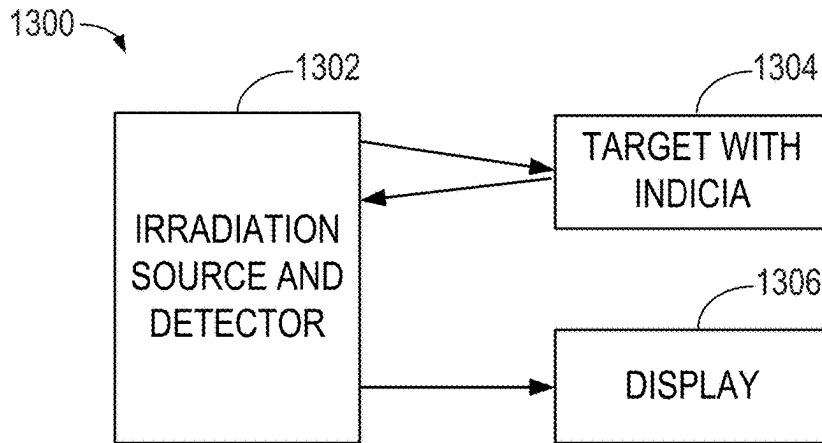 1300
1302
IRRADIATION
SOURCE AND
DETECTOR
1304
TARGET WITH
INDICIA
1306
DISPLAY